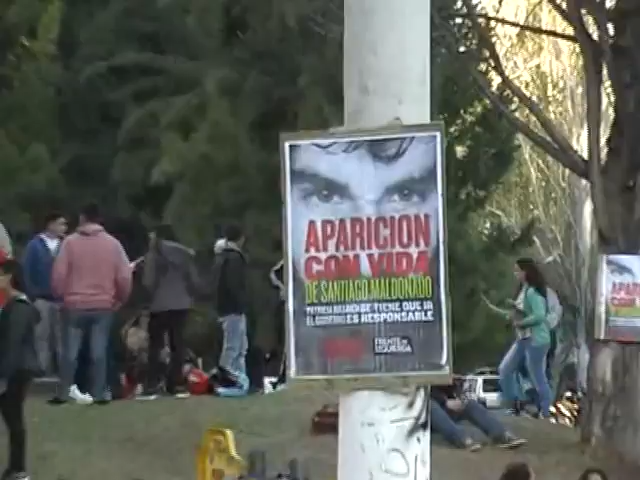 APARICION
CON VIDA
DE SANTIAGO MALDONADO
PATRICIA BULLRICH SE TIENE QUE IR
EL GOBIERNO ES RESPONSABLE
FRENTE DE
IZQUIERDA